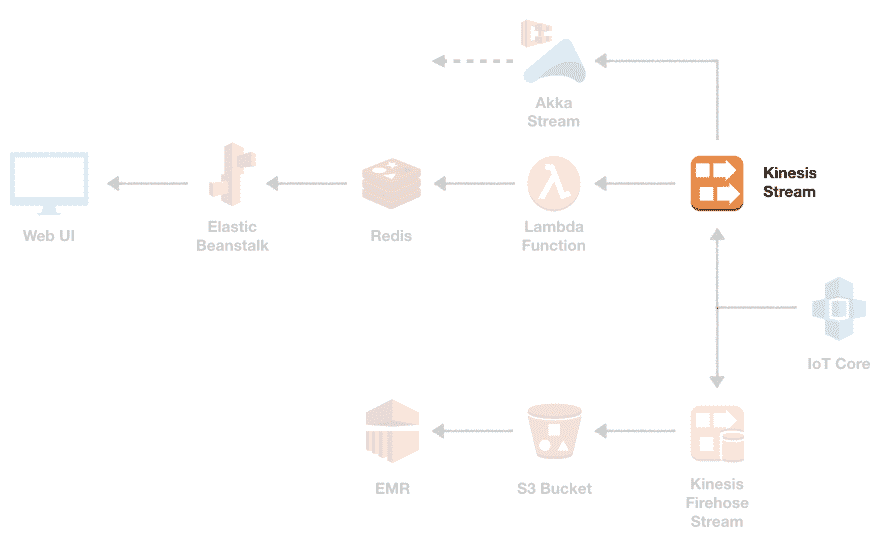 Akka
Stream
Kinesis
Stream
Web UI
Elastic
Beanstalk
Redis
Lambda
Function
IoT Core
EMR
S3 Bucket
Kinesis
Firehose
Stream